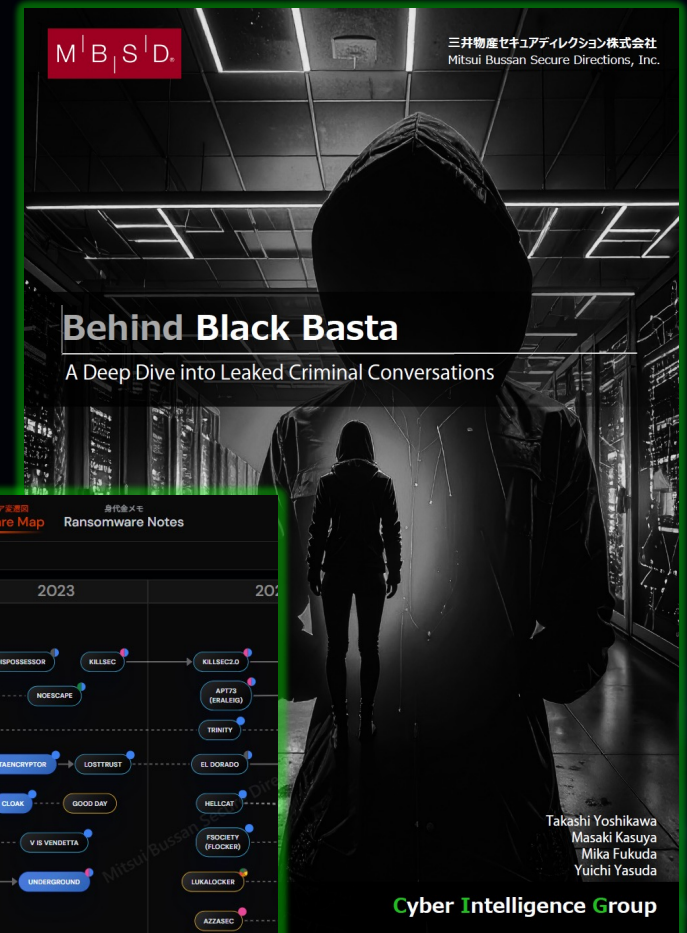 M B S D
三井物産セキュアディレクション株式会社
Mitsui Bussan Secure Directions, Inc.
Behind Black Basta
A Deep Dive into Leaked Criminal Conversations
身代金メモ
Ransomware Notes
2023
KILLSEC
KILLSEC2.0
NOESCAPE
APT73
(ERALEIG)
TRINITY
LOSTTRUST
EL DORADO
CLOAK
GOOD DAY
HELLCAT
V IS VENDETTA
FSOCIETY
(FLOCKER)
UNDERGROUND
LUKALOCKER
AZZASEC
Takashi Yoshikawa
Masaki Kasuya
Mika Fukuda
Yuichi Yasuda
Cyber Intelligence Group